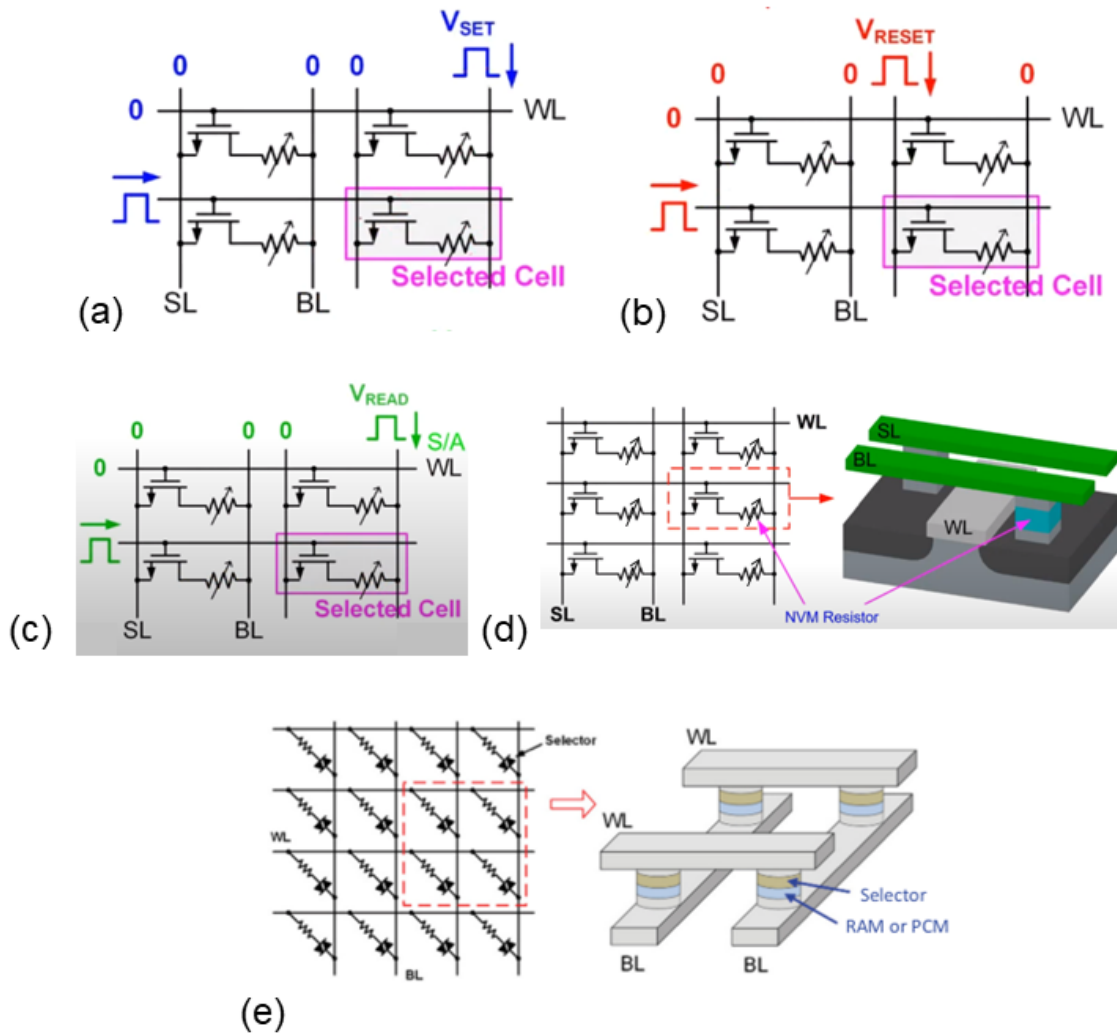 V_SET
0 0 0
0 WL
Selected Cell
SL BL
(a)
V_RESET
0 0 0
0 WL
Selected Cell
SL BL
(b)
V_READ
0 0 0 S/A
0 WL
Selected Cell
SL BL
(c)
WL
SL
BL
WL
NVM Resistor
SL BL
(d)
Selector
WL
BL
WL
WL
Selector
RAM or PCM
BL BL
(e)